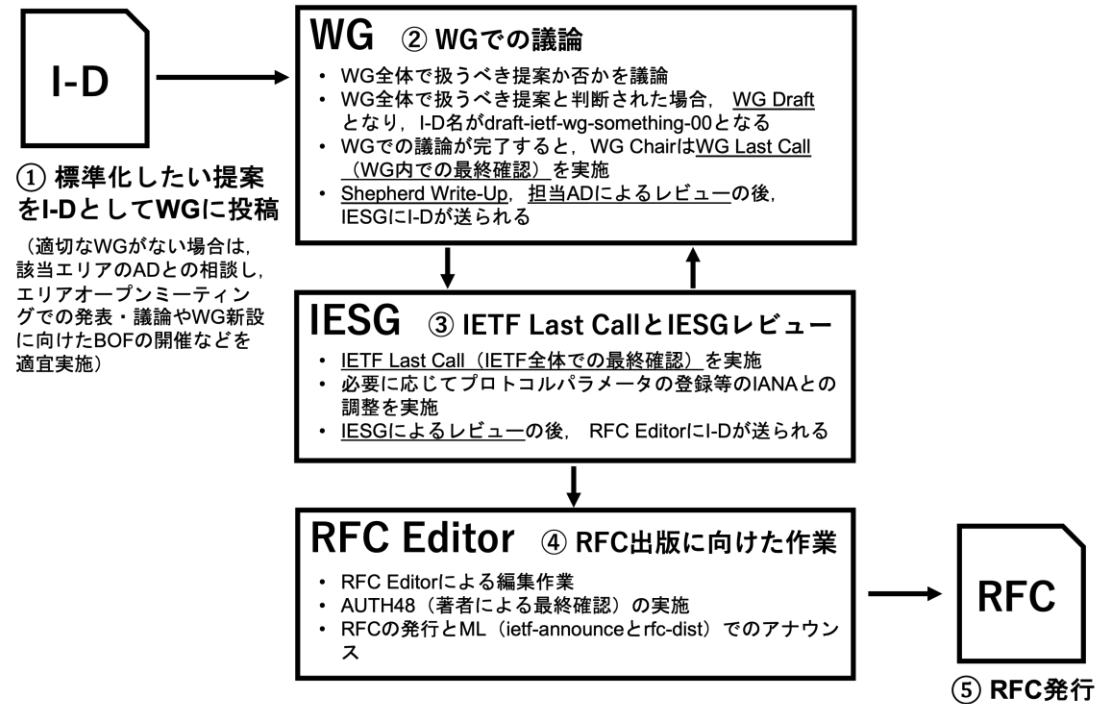 I-D
① 標準化したい提案
をI-DとしてWGに投稿
（適切なWGがない場合は,
該当エリアのADとの相談し,
エリアオープンミーティン
グでの発表・議論やWG新設
に向けたBOFの開催などを
適宜実施）
WG ② WGでの議論
• WG全体で扱うべき提案か否かを議論
• WG全体で扱うべき提案と判断された場合, WG Draft
となり, I-D名がdraft-ietf-wg-something-00となる
• WGでの議論が完了すると, WG ChairはWG Last Call
（WG内での最終確認）を実施
• Shepherd Write-Up, 担当ADによるレビューの後,
IESGにI-Dが送られる
IESG ③ IETF Last CallとIESGレビュー
• IETF Last Call（IETF全体での最終確認）を実施
• 必要に応じてプロトコルパラメータの登録等のIANAとの
調整を実施
• IESGによるレビューの後, RFC EditorにI-Dが送られる
RFC Editor ④ RFC出版に向けた作業
• RFC Editorによる編集作業
• AUTH48（著者による最終確認）の実施
• RFCの発行とML（ietf-announceとrfc-dist）でのアナウン
ス
RFC
⑤ RFC発行